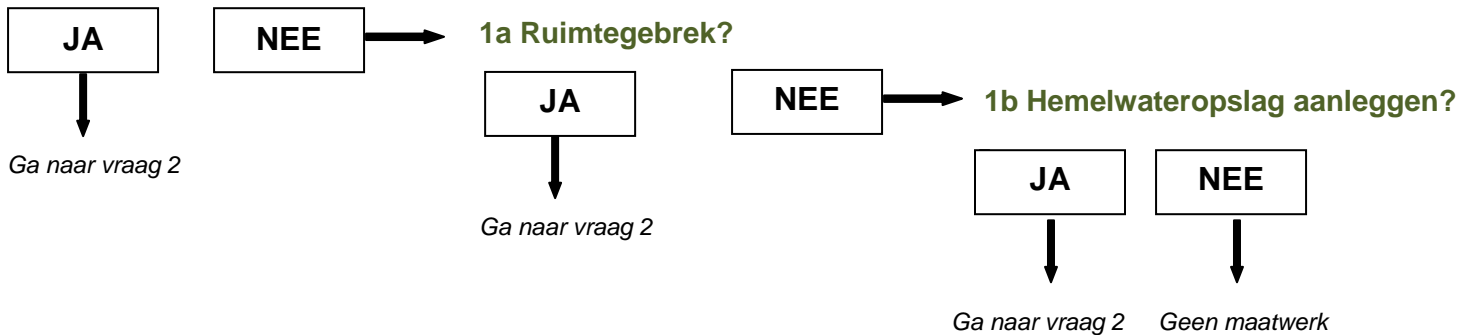 JA
NEE
1a Ruimtegebrek?
Ga naar vraag 2
JA
NEE
1b Hemelwateropslag aanleggen?
Ga naar vraag 2
JA
NEE
Ga naar vraag 2
Geen maatwerk